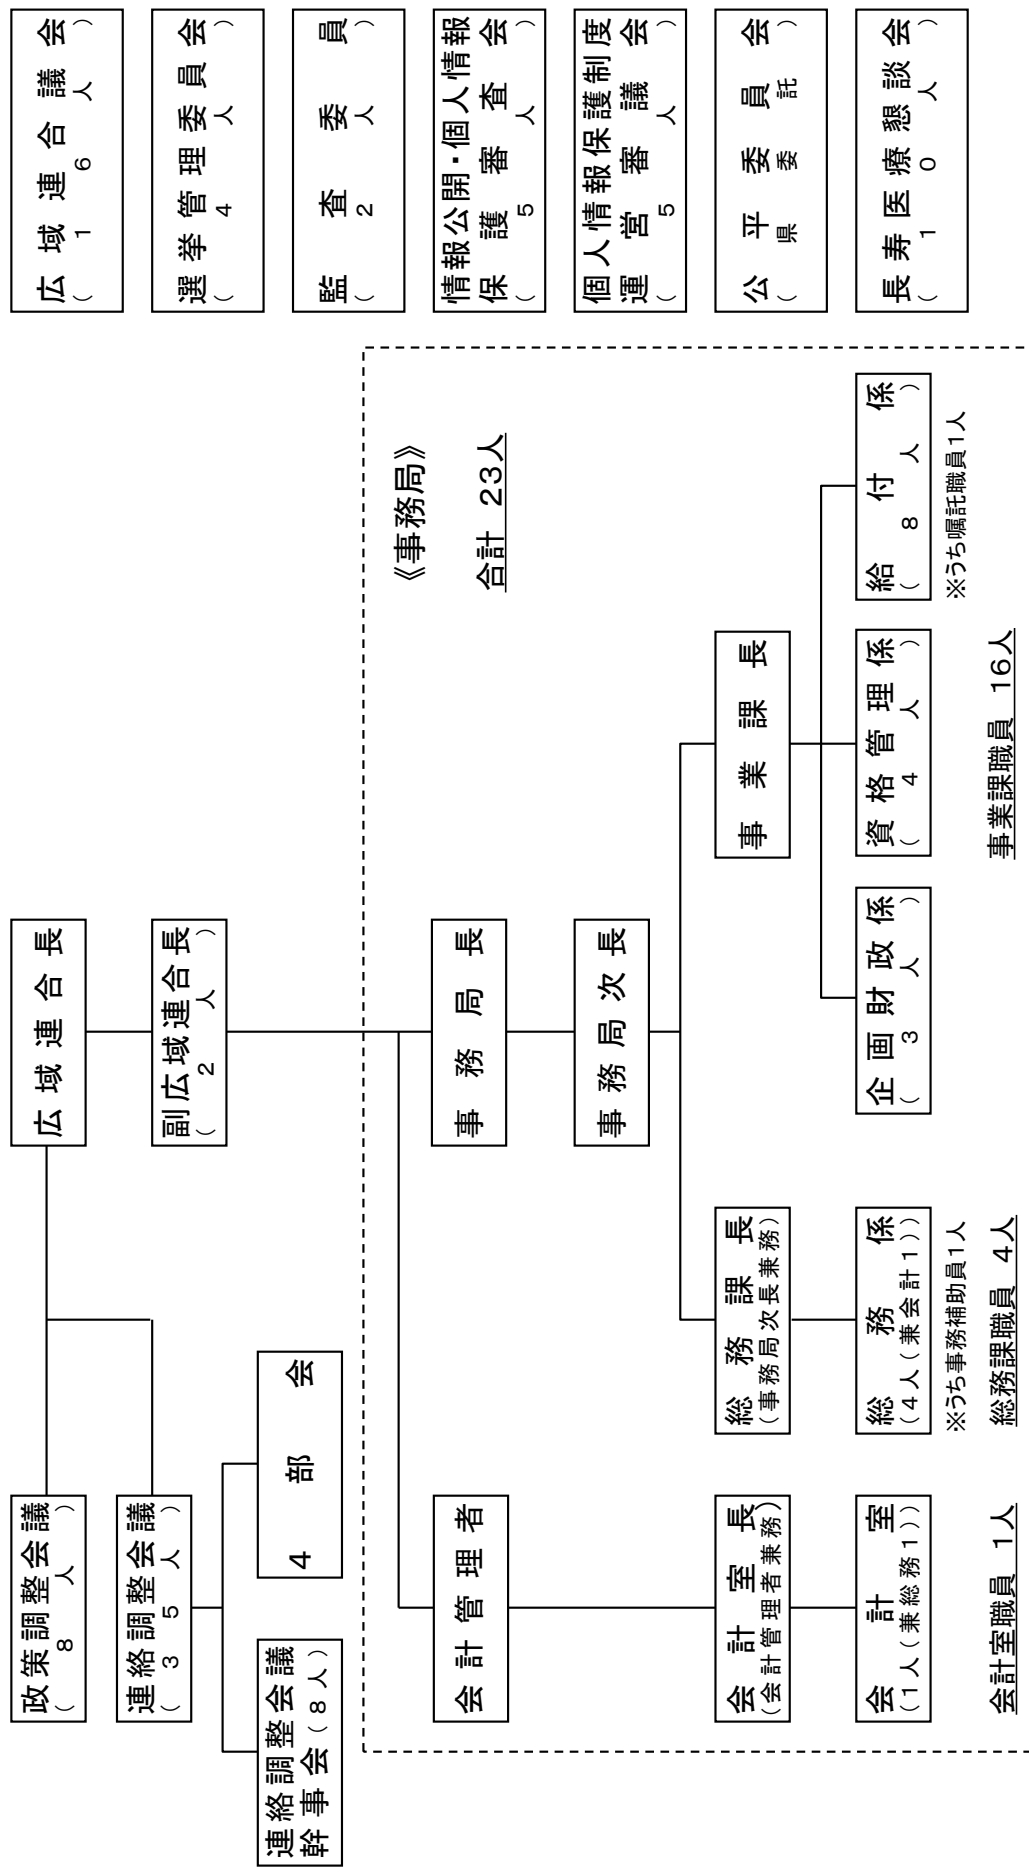 政策調整会議
(8人)
連絡調整会議
(35人)
連絡調整会議
幹事会(8人)
4部会
広域連合長
副広域連合長
(2人)
広域連合議会
(16人)
選挙管理委員会
(4人)
監査委員
(2人)
情報公開・個人情報
保護審査会
(5人)
個人情報保護制度
運営審議会
(5人)
公平委員会
(県委託)
長寿医療懇談会
(10人)
《事務局》
合計 23人
会計管理者
事務局長
事務局次長
会計室長
(会計管理者兼務)
総務課長
(事務局次長兼務)
事業課長
会計室
(1人(兼総務1))
総務係
(4人(兼会計1))
企画財政係
(3人)
資格管理係
(4人)
給付係
(8人)
※うち事務補助員1人
※うち嘱託職員1人
会計室職員 1人
総務課職員 4人
事業課職員 16人